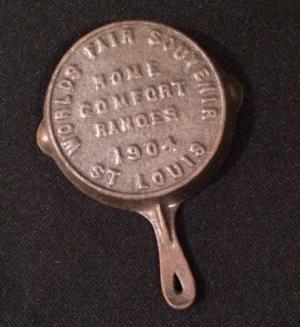 WORLDS FAIR SOUVENIR
HOME
COMFORT
RANGES
1904
ST LOUIS